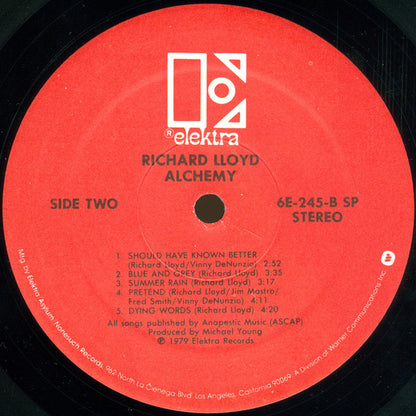 ® elektra
RICHARD LLOYD
ALCHEMY
SIDE TWO
6E-245-B SP
STEREO
1. SHOULD HAVE KNOWN BETTER
(Richard Lloyd/Vinny DeNunzio) 2:52
2. BLUE AND GREY (Richard Lloyd) 3:35
3. SUMMER RAIN (Richard Lloyd) 3:17
4. PRETEND (Richard Lloyd/Jim Mastro/
Fred Smith/Vinny DeNunzio) 4:11
5. DYING WORDS (Richard Lloyd) 4:20
All songs published by Anapestic Music (ASCAP)
Produced by Michael Young
℗ 1979 Elektra Records
Mfg. by Elektra/Asylum/Nonesuch Records, 962 North La Cienega Blvd. Los Angeles, California 90069. A Division of Warner Communications Inc.